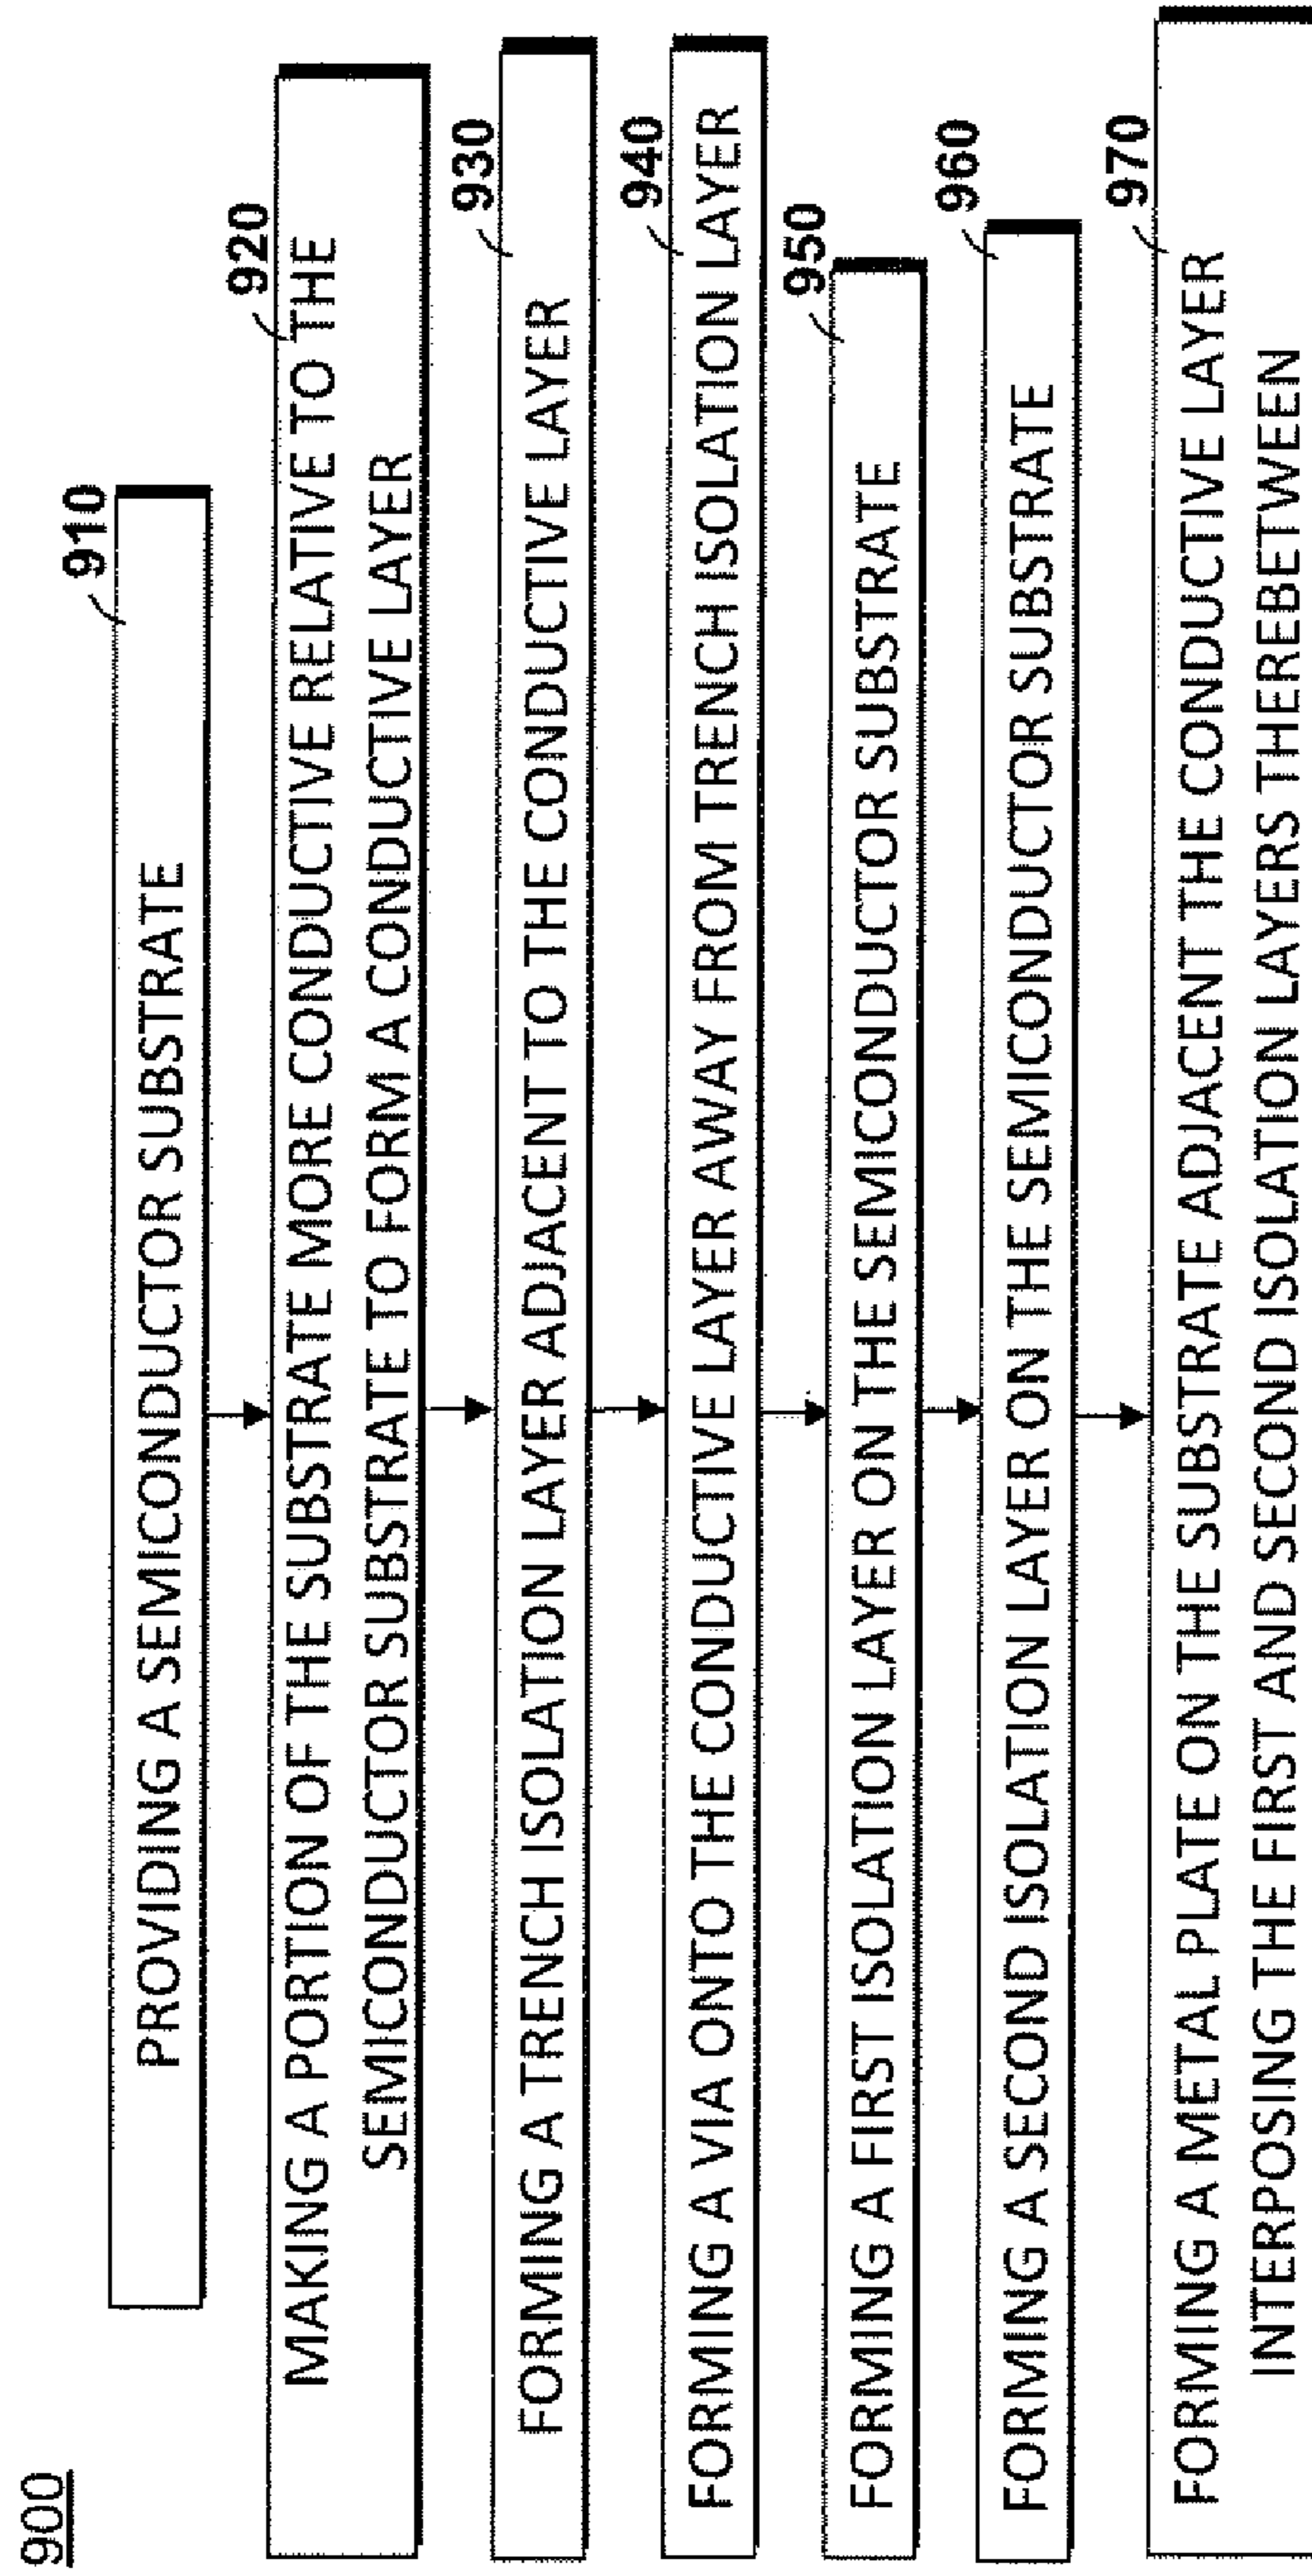 900
910
PROVIDING A SEMICONDUCTOR SUBSTRATE
920
MAKING A PORTION OF THE SUBSTRATE MORE CONDUCTIVE RELATIVE TO THE
SEMICONDUCTOR SUBSTRATE TO FORM A CONDUCTIVE LAYER
930
FORMING A TRENCH ISOLATION LAYER ADJACENT TO THE CONDUCTIVE LAYER
940
FORMING A VIA ONTO THE CONDUCTIVE LAYER AWAY FROM TRENCH ISOLATION LAYER
950
FORMING A FIRST ISOLATION LAYER ON THE SEMICONDUCTOR SUBSTRATE
960
FORMING A SECOND ISOLATION LAYER ON THE SEMICONDUCTOR SUBSTRATE
970
FORMING A METAL PLATE ON THE SUBSTRATE ADJACENT THE CONDUCTIVE LAYER
INTERPOSING THE FIRST AND SECOND ISOLATION LAYERS THEREBETWEEN